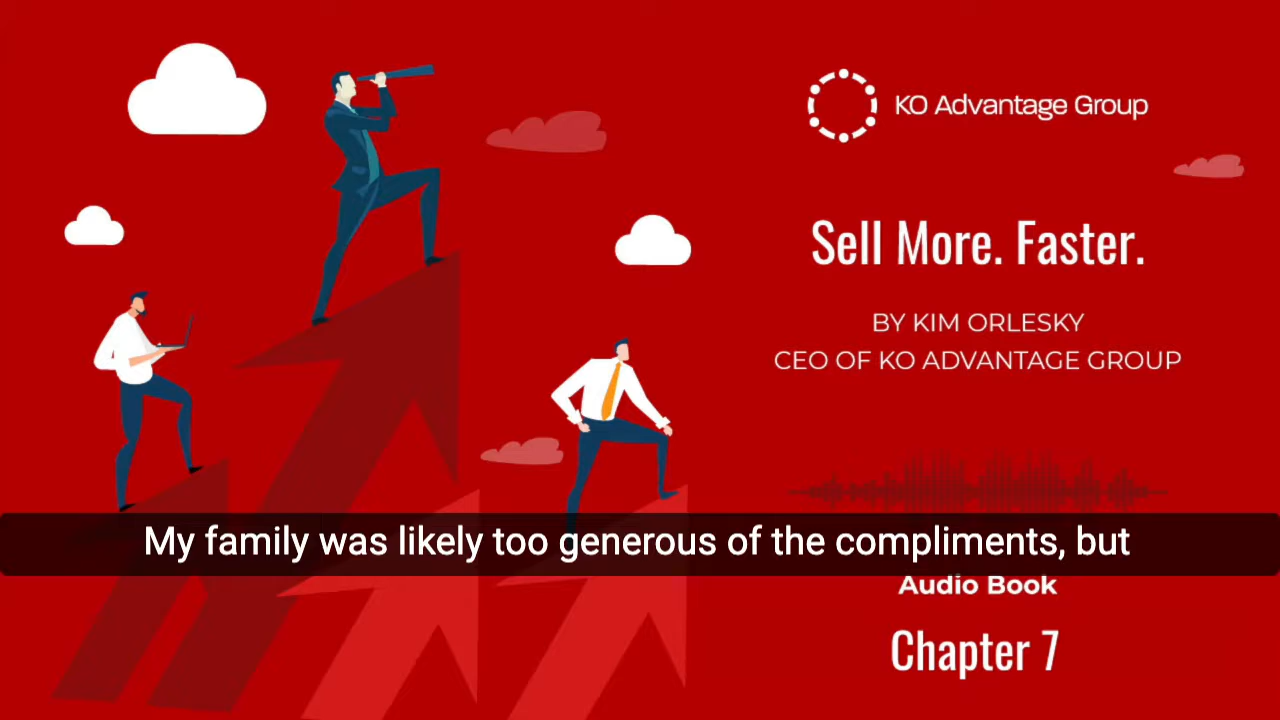 KO Advantage Group
Sell More. Faster.
BY KIM ORLESKY
CEO OF KO ADVANTAGE GROUP
My family was likely too generous of the compliments, but
Audio Book
Chapter 7